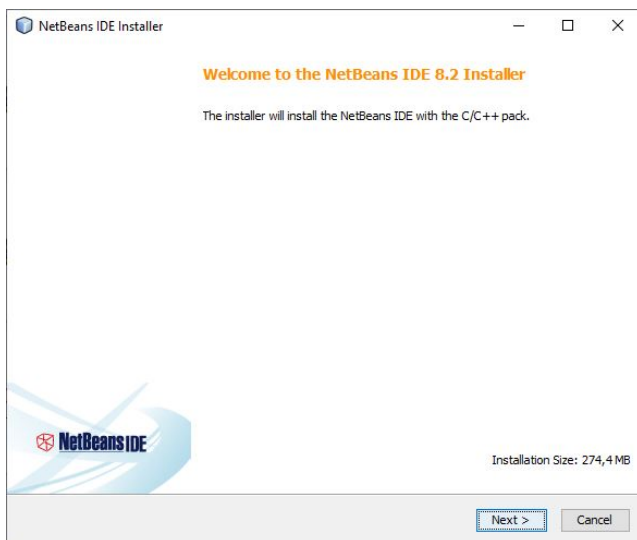 NetBeans IDE Installer
Welcome to the NetBeans IDE 8.2 Installer
The installer will install the NetBeans IDE with the C/C++ pack.
NetBeans IDE
Installation Size: 274,4 MB
Next >
Cancel